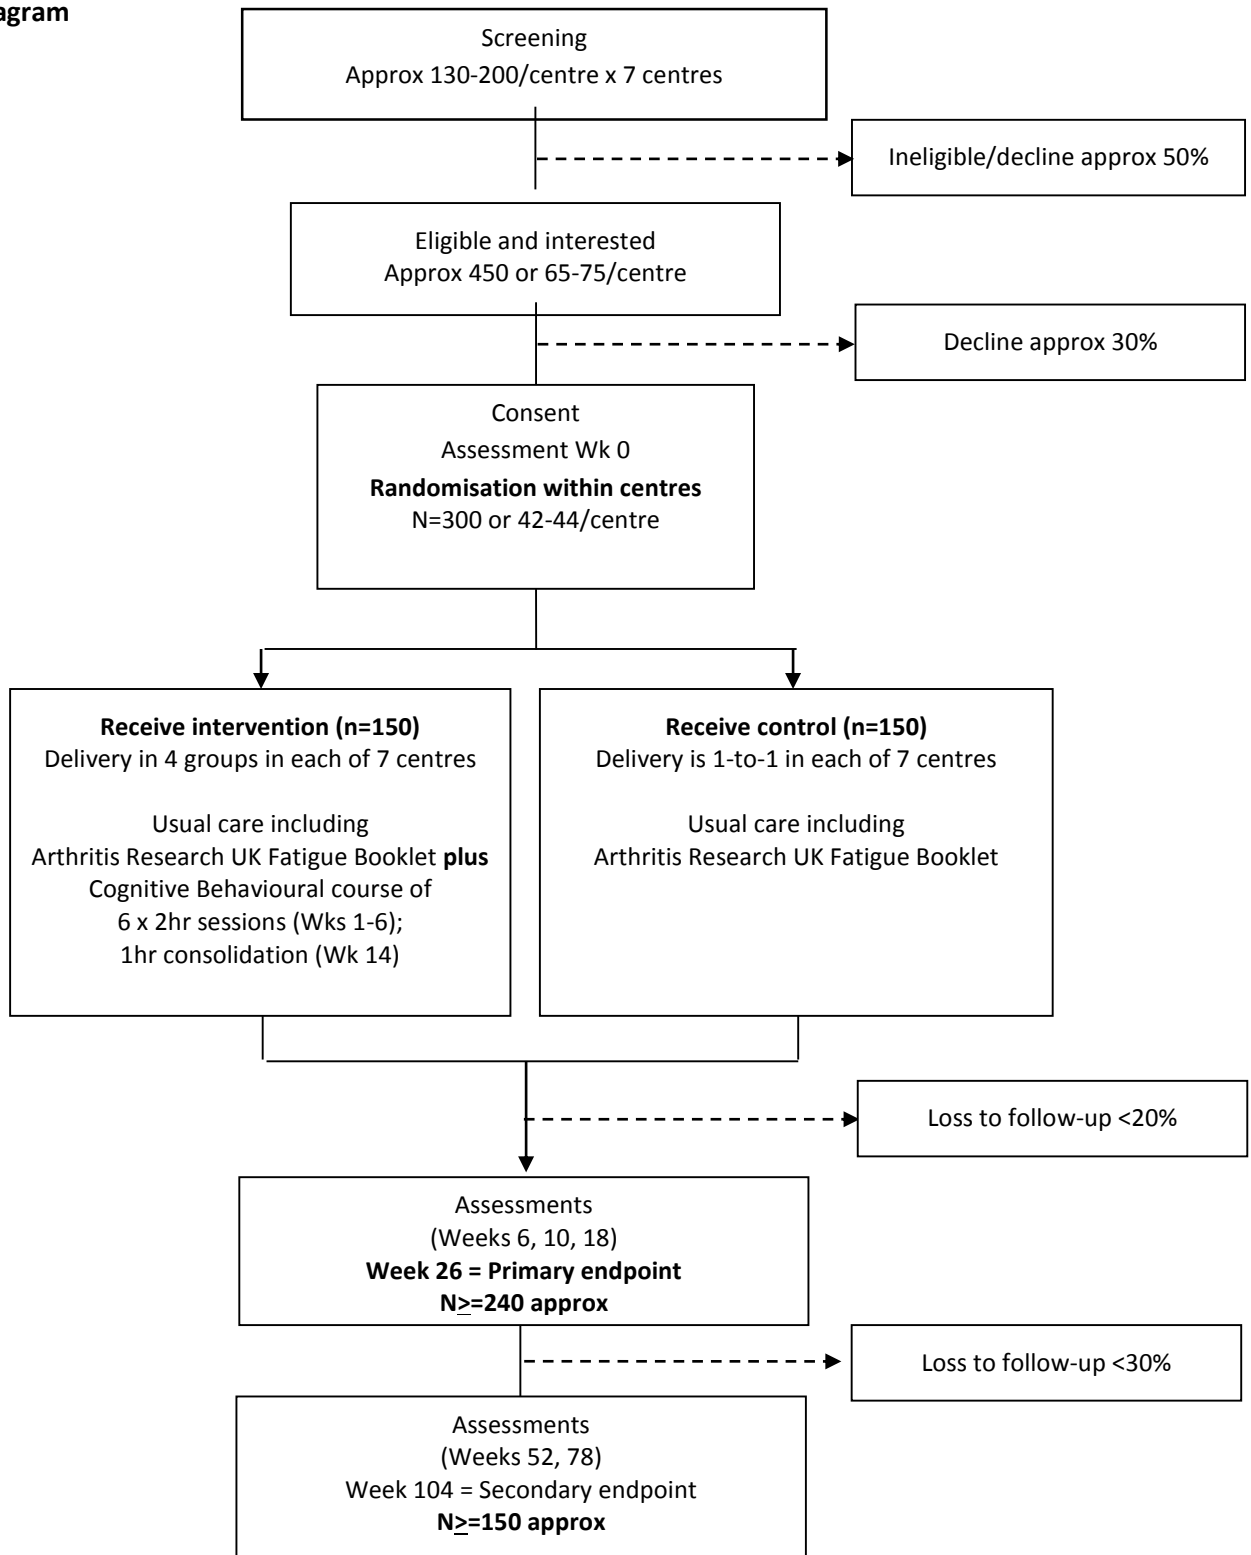 agram
Screening
Approx 130-200/centre x 7 centres
Ineligible/decline approx 50%
Eligible and interested
Approx 450 or 65-75/centre
Decline approx 30%
Consent
Assessment Wk 0
Randomisation within centres
N=300 or 42-44/centre
Receive intervention (n=150)
Delivery in 4 groups in each of 7 centres
Usual care including
Arthritis Research UK Fatigue Booklet plus
Cognitive Behavioural course of
6 x 2hr sessions (Wks 1-6);
1hr consolidation (Wk 14)
Receive control (n=150)
Delivery is 1-to-1 in each of 7 centres
Usual care including
Arthritis Research UK Fatigue Booklet
Loss to follow-up <20%
Assessments
(Weeks 6, 10, 18)
Week 26 = Primary endpoint
N>=240 approx
Loss to follow-up <30%
Assessments
(Weeks 52, 78)
Week 104 = Secondary endpoint
N>=150 approx